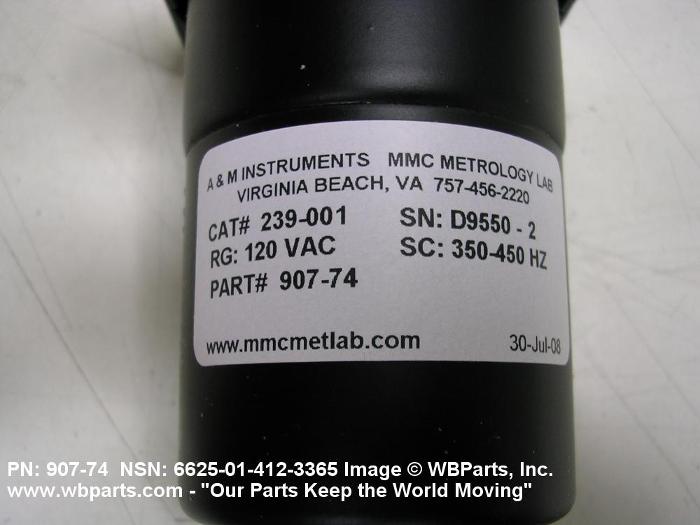 A & M INSTRUMENTS MMC METROLOGY LAB
VIRGINIA BEACH, VA 757-456-2220
CAT# 239-001 SN: D9550 - 2
RG: 120 VAC SC: 350-450 HZ
PART# 907-74
www.mmcmetlab.com 30-Jul-08
PN: 907-74 NSN: 6625-01-412-3365 Image © WBParts, Inc.
www.wbparts.com - "Our Parts Keep the World Moving"